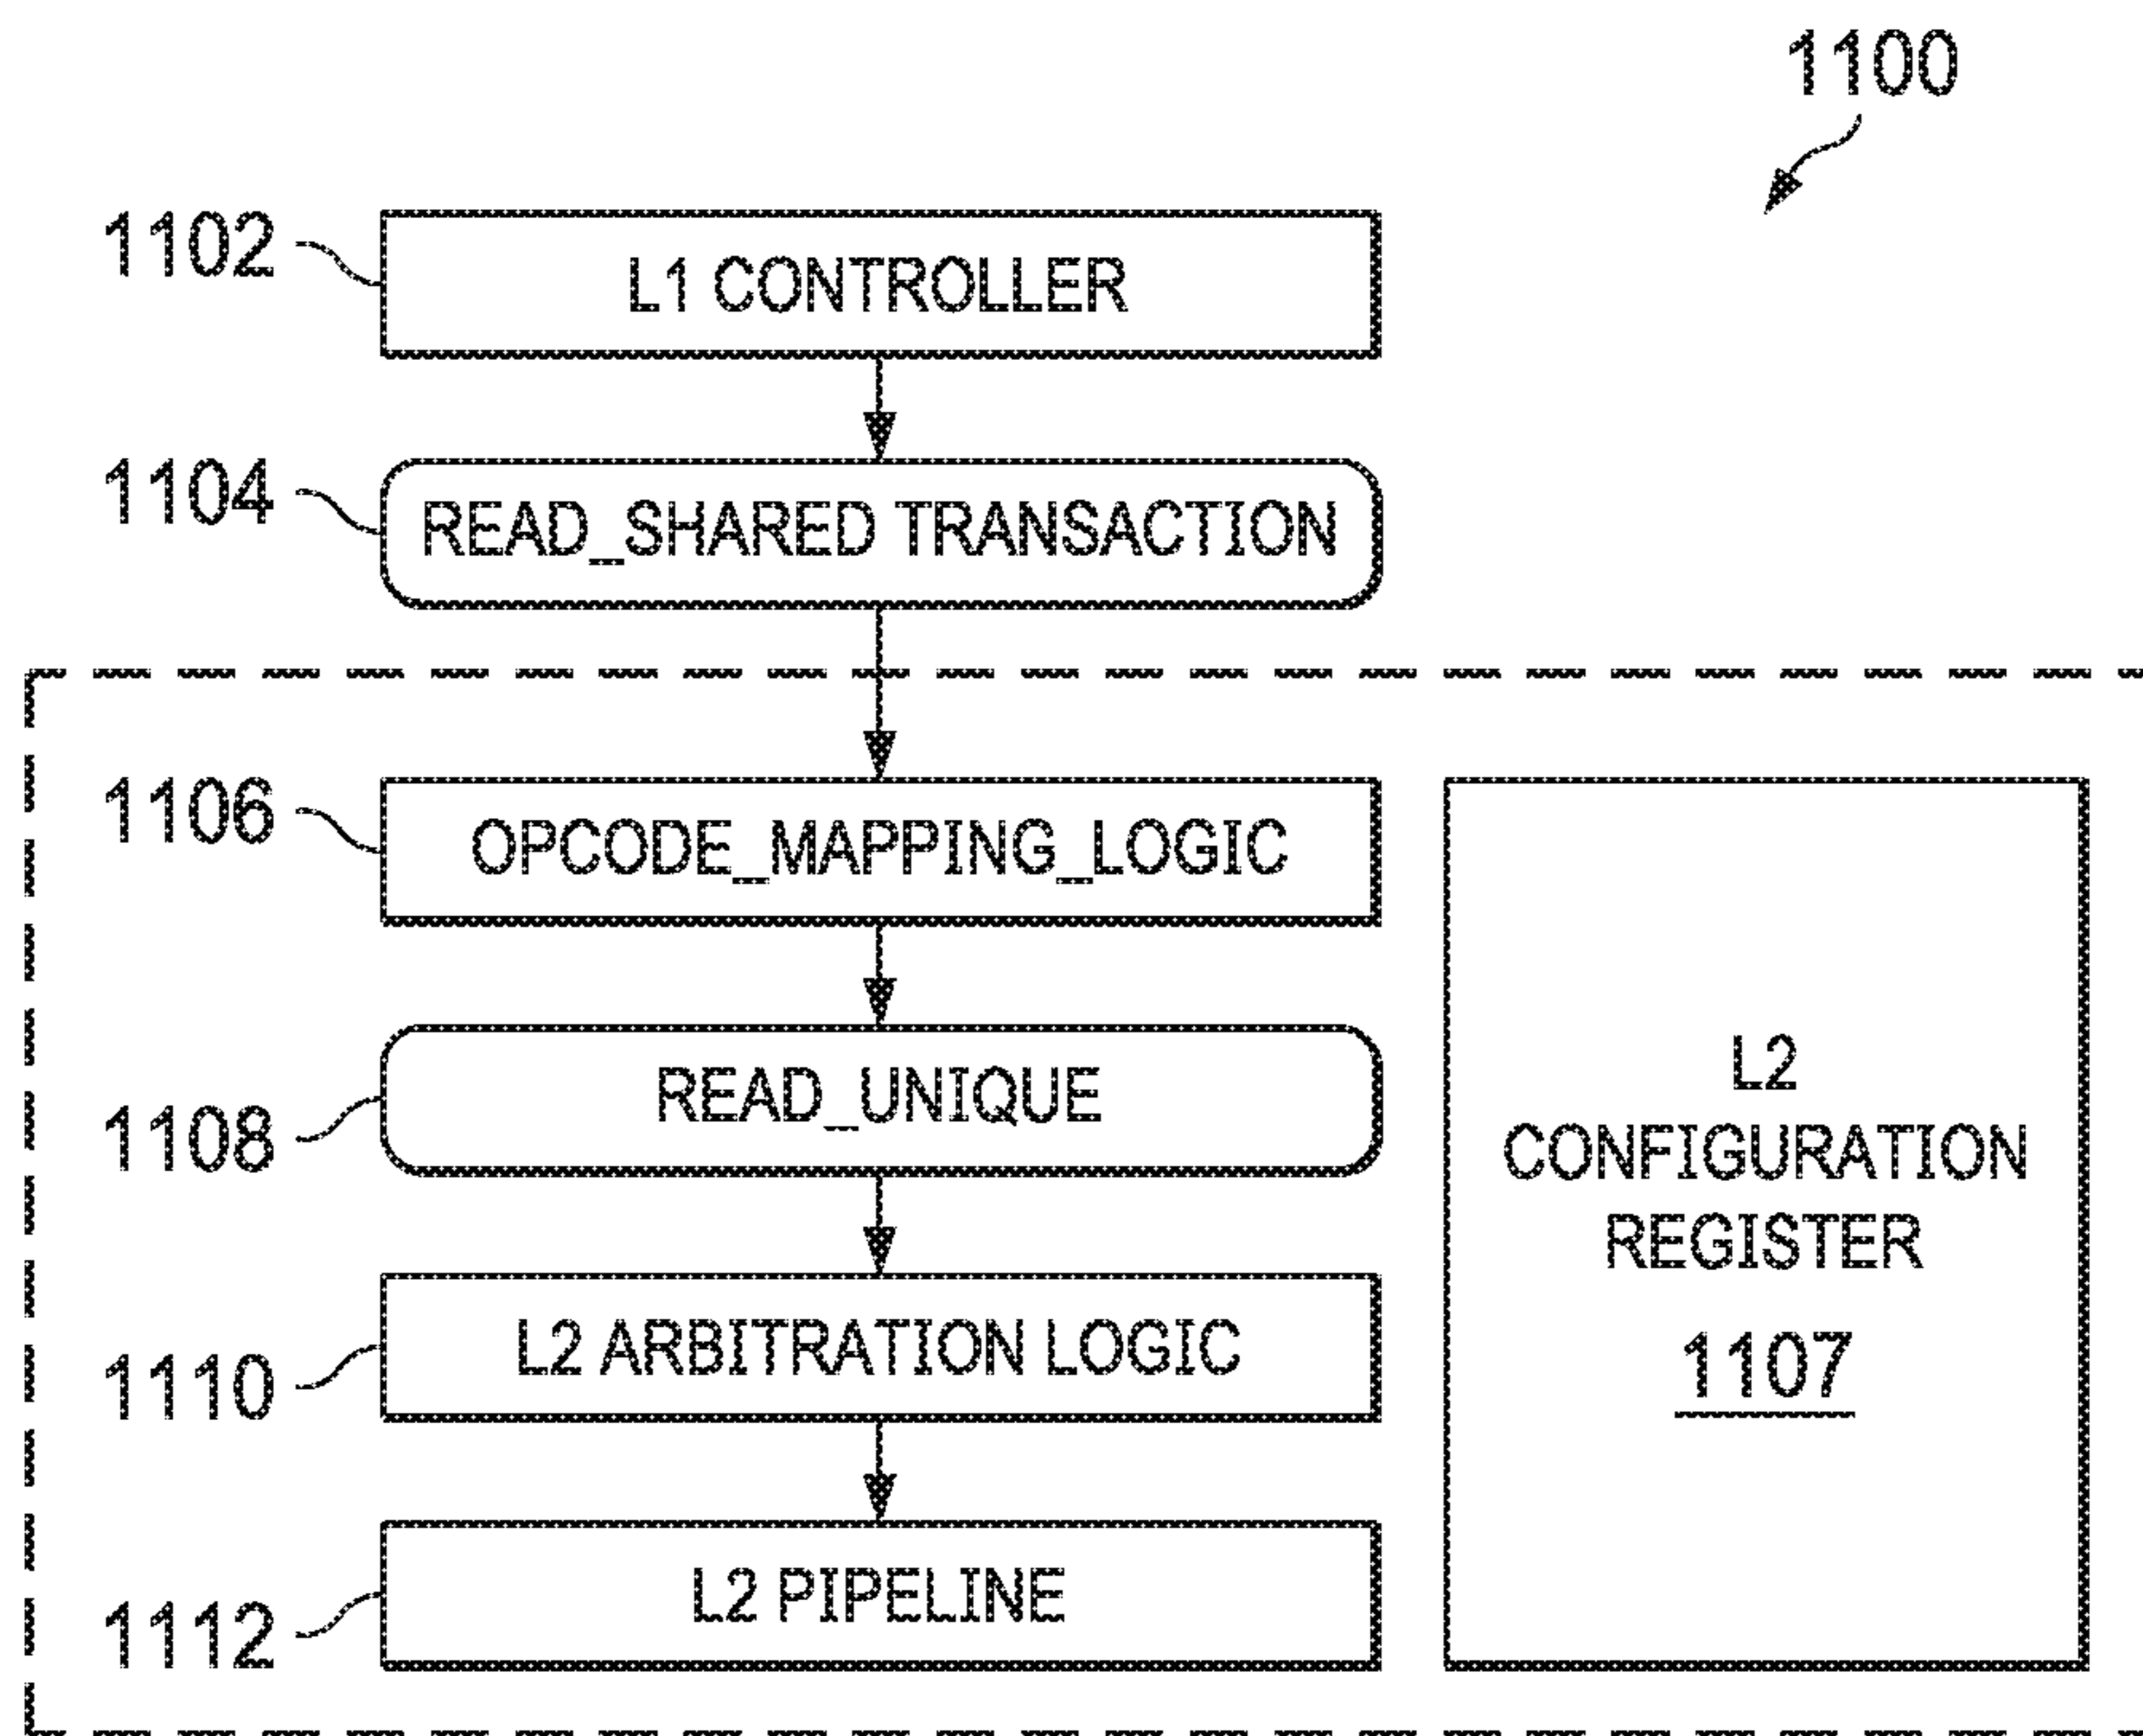 1100
1102
L1 CONTROLLER
1104
READ_SHARED TRANSACTION
1106
OPCODE_MAPPING_LOGIC
1108
READ_UNIQUE
1110
L2 ARBITRATION LOGIC
1112
L2 PIPELINE
L2
CONFIGURATION
REGISTER
1107